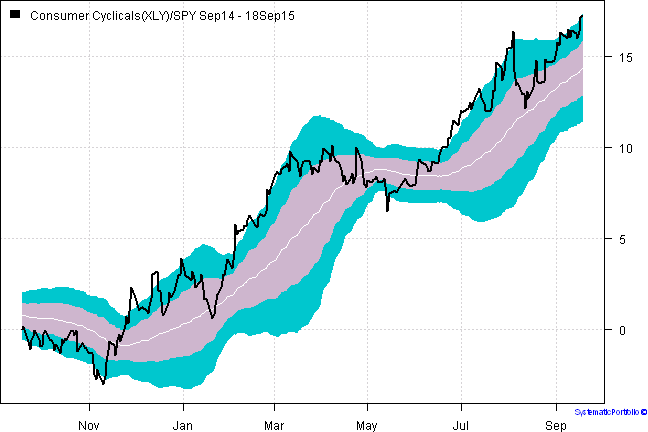 Consumer Cyclicals(XLY)/SPY Sep14 - 18Sep15
15
10
5
0
Nov Jan Mar May Jul Sep
SystematicPortfolio ©